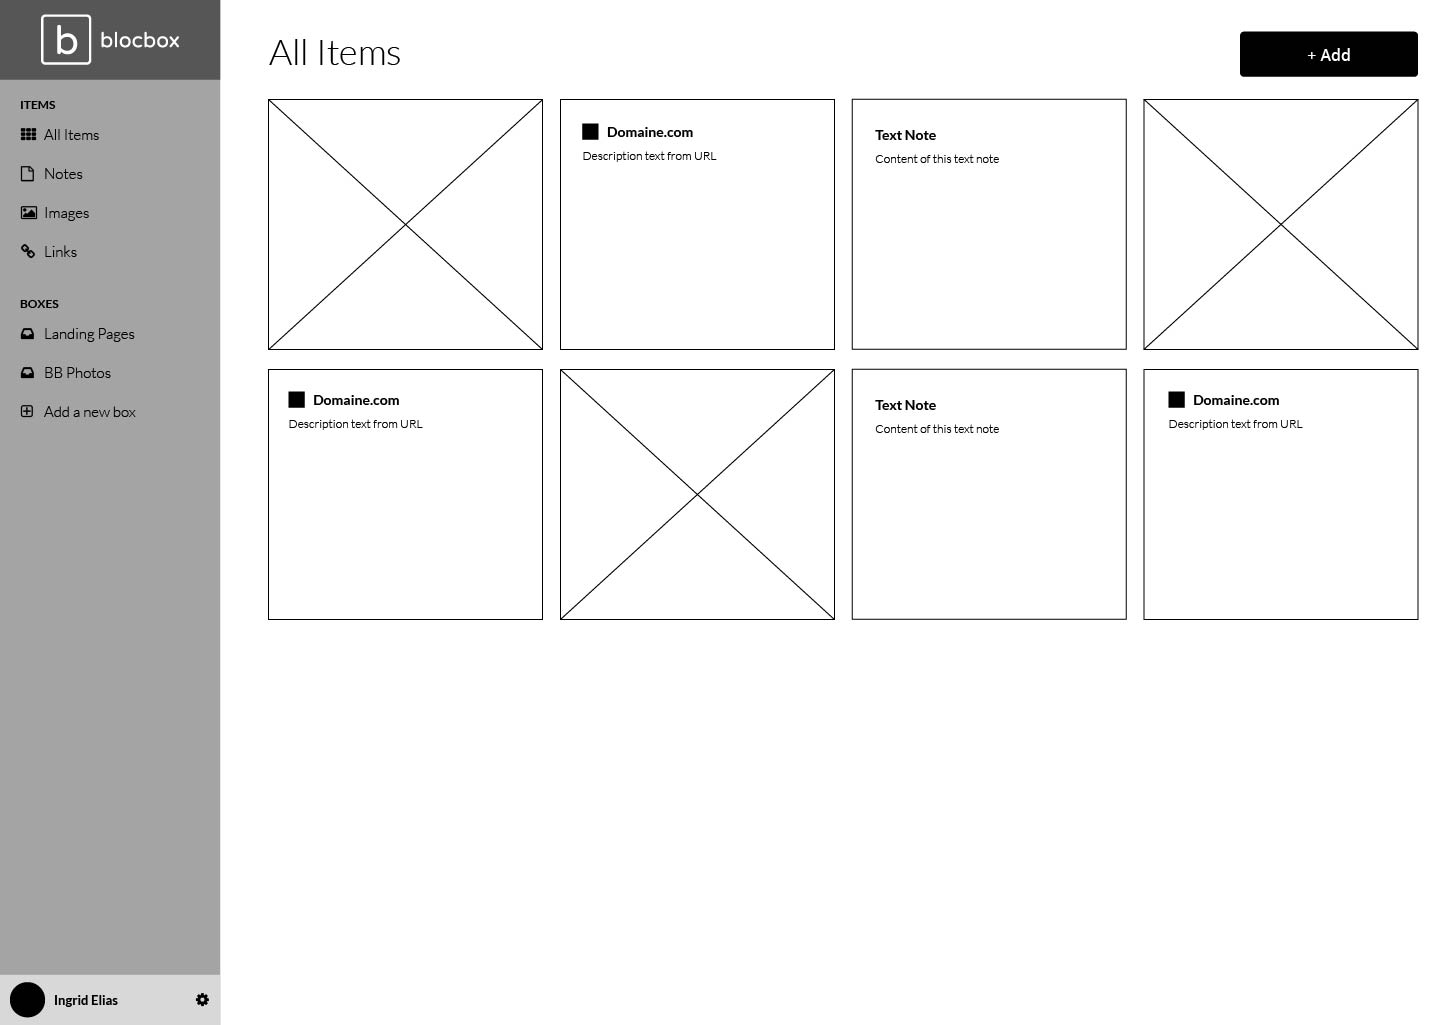 b blocbox
ITEMS
All Items
Notes
Images
Links
BOXES
Landing Pages
BB Photos
Add a new box
Ingrid Elias
All Items
+ Add
Domaine.com
Description text from URL
Text Note
Content of this text note
Domaine.com
Description text from URL
Text Note
Content of this text note
Domaine.com
Description text from URL